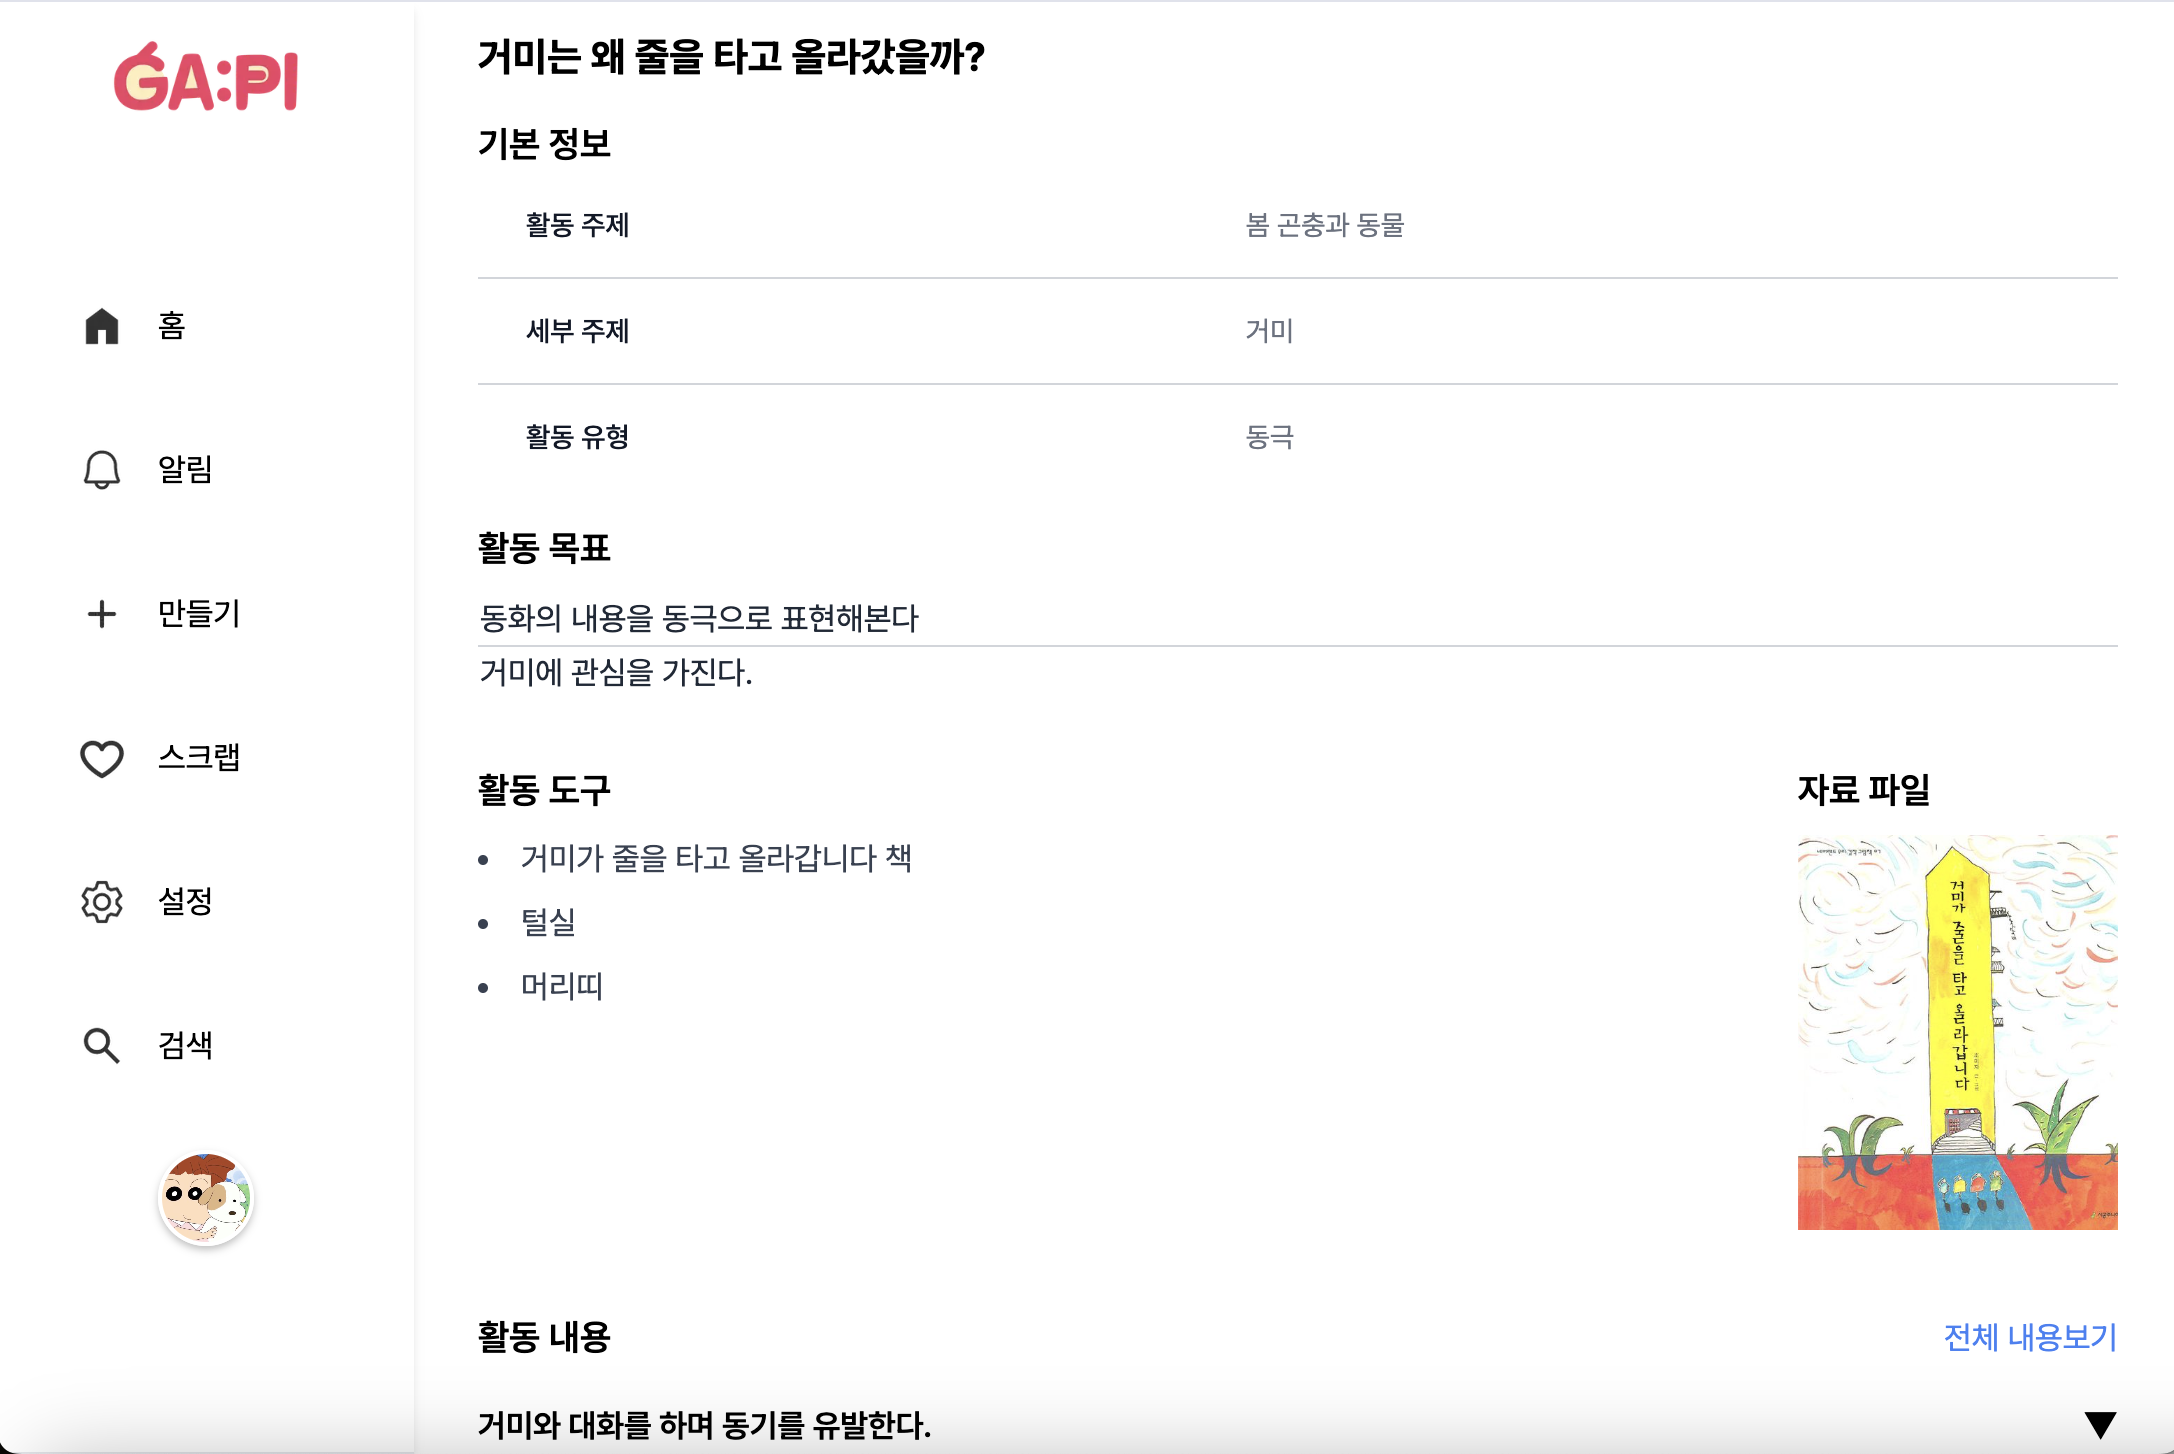 GA:PI
홈
알림
만들기
스크랩
설정
검색
거미는 왜 줄을 타고 올라갔을까?
기본 정보
활동 주제 봄 곤충과 동물
세부 주제 거미
활동 유형 동극
활동 목표
동화의 내용을 동극으로 표현해본다
거미에 관심을 가진다.
활동 도구
• 거미가 줄을 타고 올라갑니다 책
• 털실
• 머리띠
자료 파일
거미가 줄을 타고 올라갑니다
활동 내용
전체 내용보기
거미와 대화를 하며 동기를 유발한다.